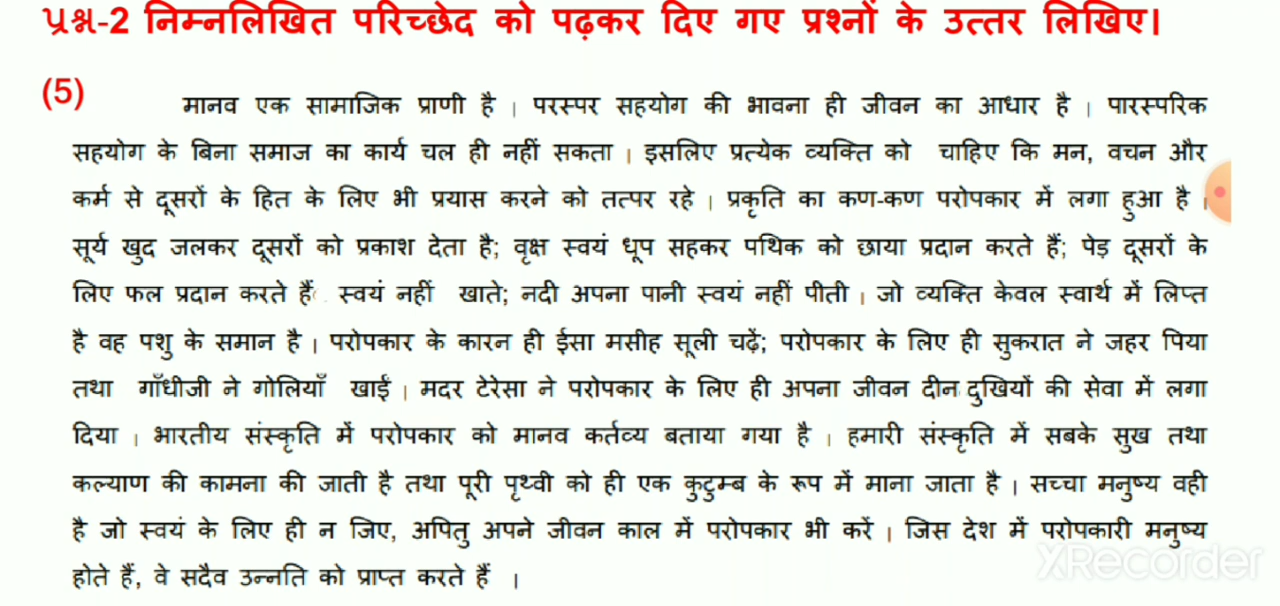 પ્રશ્ન-2 निम्नलिखित परिच्छेद को पढ़कर दिए गए प्रश्नों के उत्तर लिखिए।
(5) मानव एक सामाजिक प्राणी है । परस्पर सहयोग की भावना ही जीवन का आधार है । पारस्परिक
सहयोग के बिना समाज का कार्य चल ही नहीं सकता । इसलिए प्रत्येक व्यक्ति को चाहिए कि मन, वचन और
कर्म से दूसरों के हित के लिए भी प्रयास करने को तत्पर रहे । प्रकृति का कण-कण परोपकार में लगा हुआ है ।
सूर्य खुद जलकर दूसरों को प्रकाश देता है; वृक्ष स्वयं धूप सहकर पथिक को छाया प्रदान करते हैं; पेड़ दूसरों के
लिए फल प्रदान करते हैं स्वयं नहीं खाते; नदी अपना पानी स्वयं नहीं पीती । जो व्यक्ति केवल स्वार्थ में लिप्त
है वह पशु के समान है । परोपकार के कारन ही ईसा मसीह सूली चढ़ें; परोपकार के लिए ही सुकरात ने जहर पिया
तथा गाँधीजी ने गोलियाँ खाईं । मदर टेरेसा ने परोपकार के लिए ही अपना जीवन दीन दुखियों की सेवा में लगा
दिया । भारतीय संस्कृति में परोपकार को मानव कर्तव्य बताया गया है । हमारी संस्कृति में सबके सुख तथा
कल्याण की कामना की जाती है तथा पूरी पृथ्वी को ही एक कुटुम्ब के रूप में माना जाता है । सच्चा मनुष्य वही
है जो स्वयं के लिए ही न जिए, अपितु अपने जीवन काल में परोपकार भी करें । जिस देश में परोपकारी मनुष्य
होते हैं, वे सदैव उन्नति को प्राप्त करते हैं ।
XRecorder